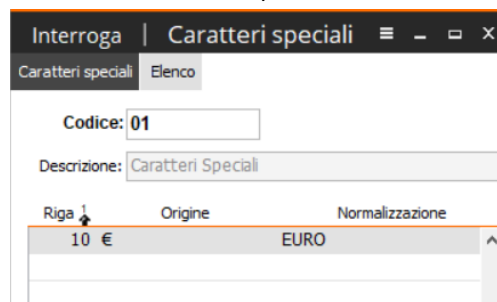 Interroga | Caratteri speciali
Caratteri speciali Elenco
Codice: 01
Descrizione: Caratteri Speciali
Riga 1 Origine Normalizzazione
10 € EURO